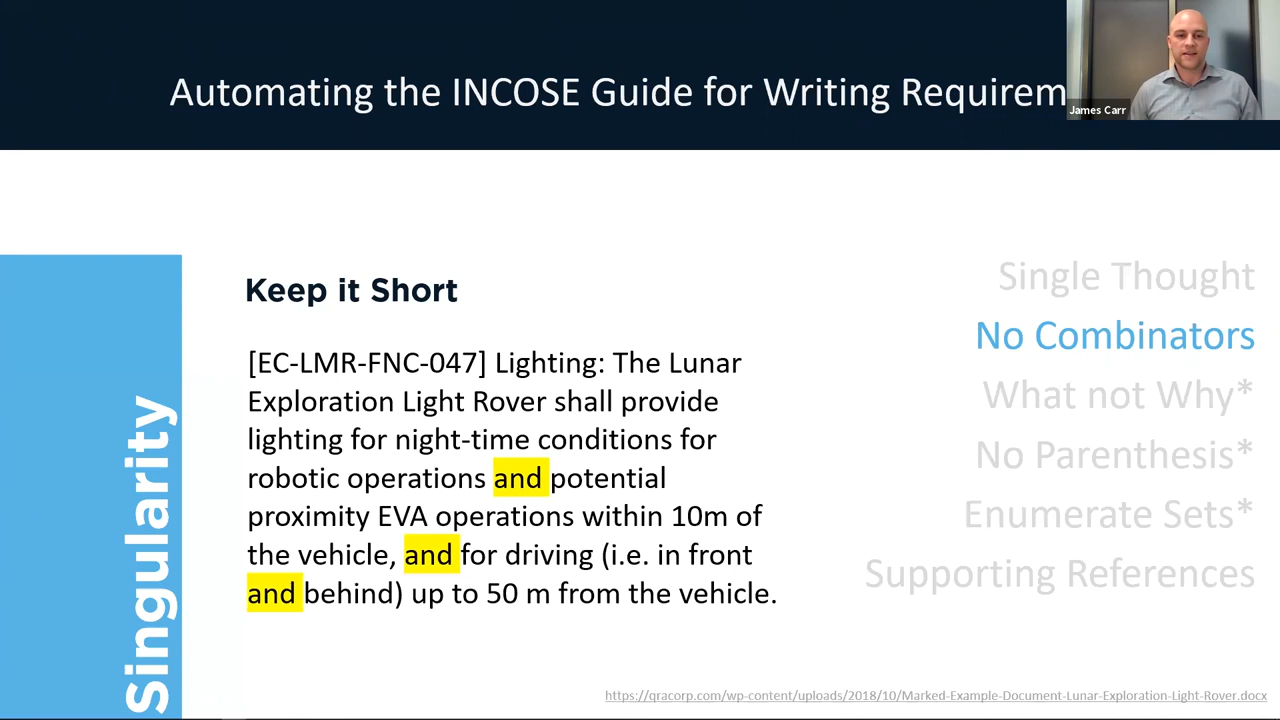 Automating the INCOSE Guide for Writing Requirem
James Carr
Singularity
Keep it Short
[EC-LMR-FNC-047] Lighting: The Lunar
Exploration Light Rover shall provide
lighting for night-time conditions for
robotic operations and potential
proximity EVA operations within 10m of
the vehicle, and for driving (i.e. in front
and behind) up to 50 m from the vehicle.
Single Thought
No Combinators
What not Why*
No Parenthesis*
Enumerate Sets*
Supporting References
https://qracorp.com/wp-content/uploads/2018/10/Marked-Example-Document-Lunar-Exploration-Light-Rover.docx